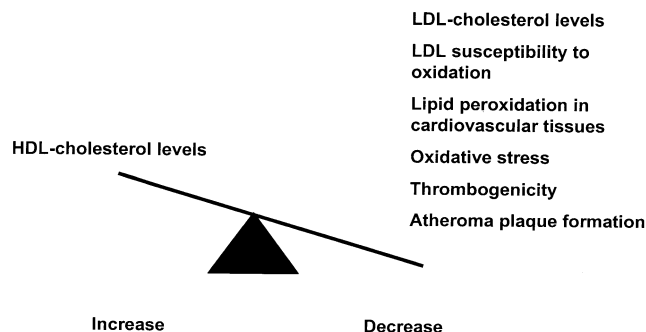 LDL-cholesterol levels
LDL susceptibility to
oxidation
Lipid peroxidation in
cardiovascular tissues
HDL-cholesterol levels
Oxidative stress
Thrombogenicity
Atheroma plaque formation
Increase
Decrease